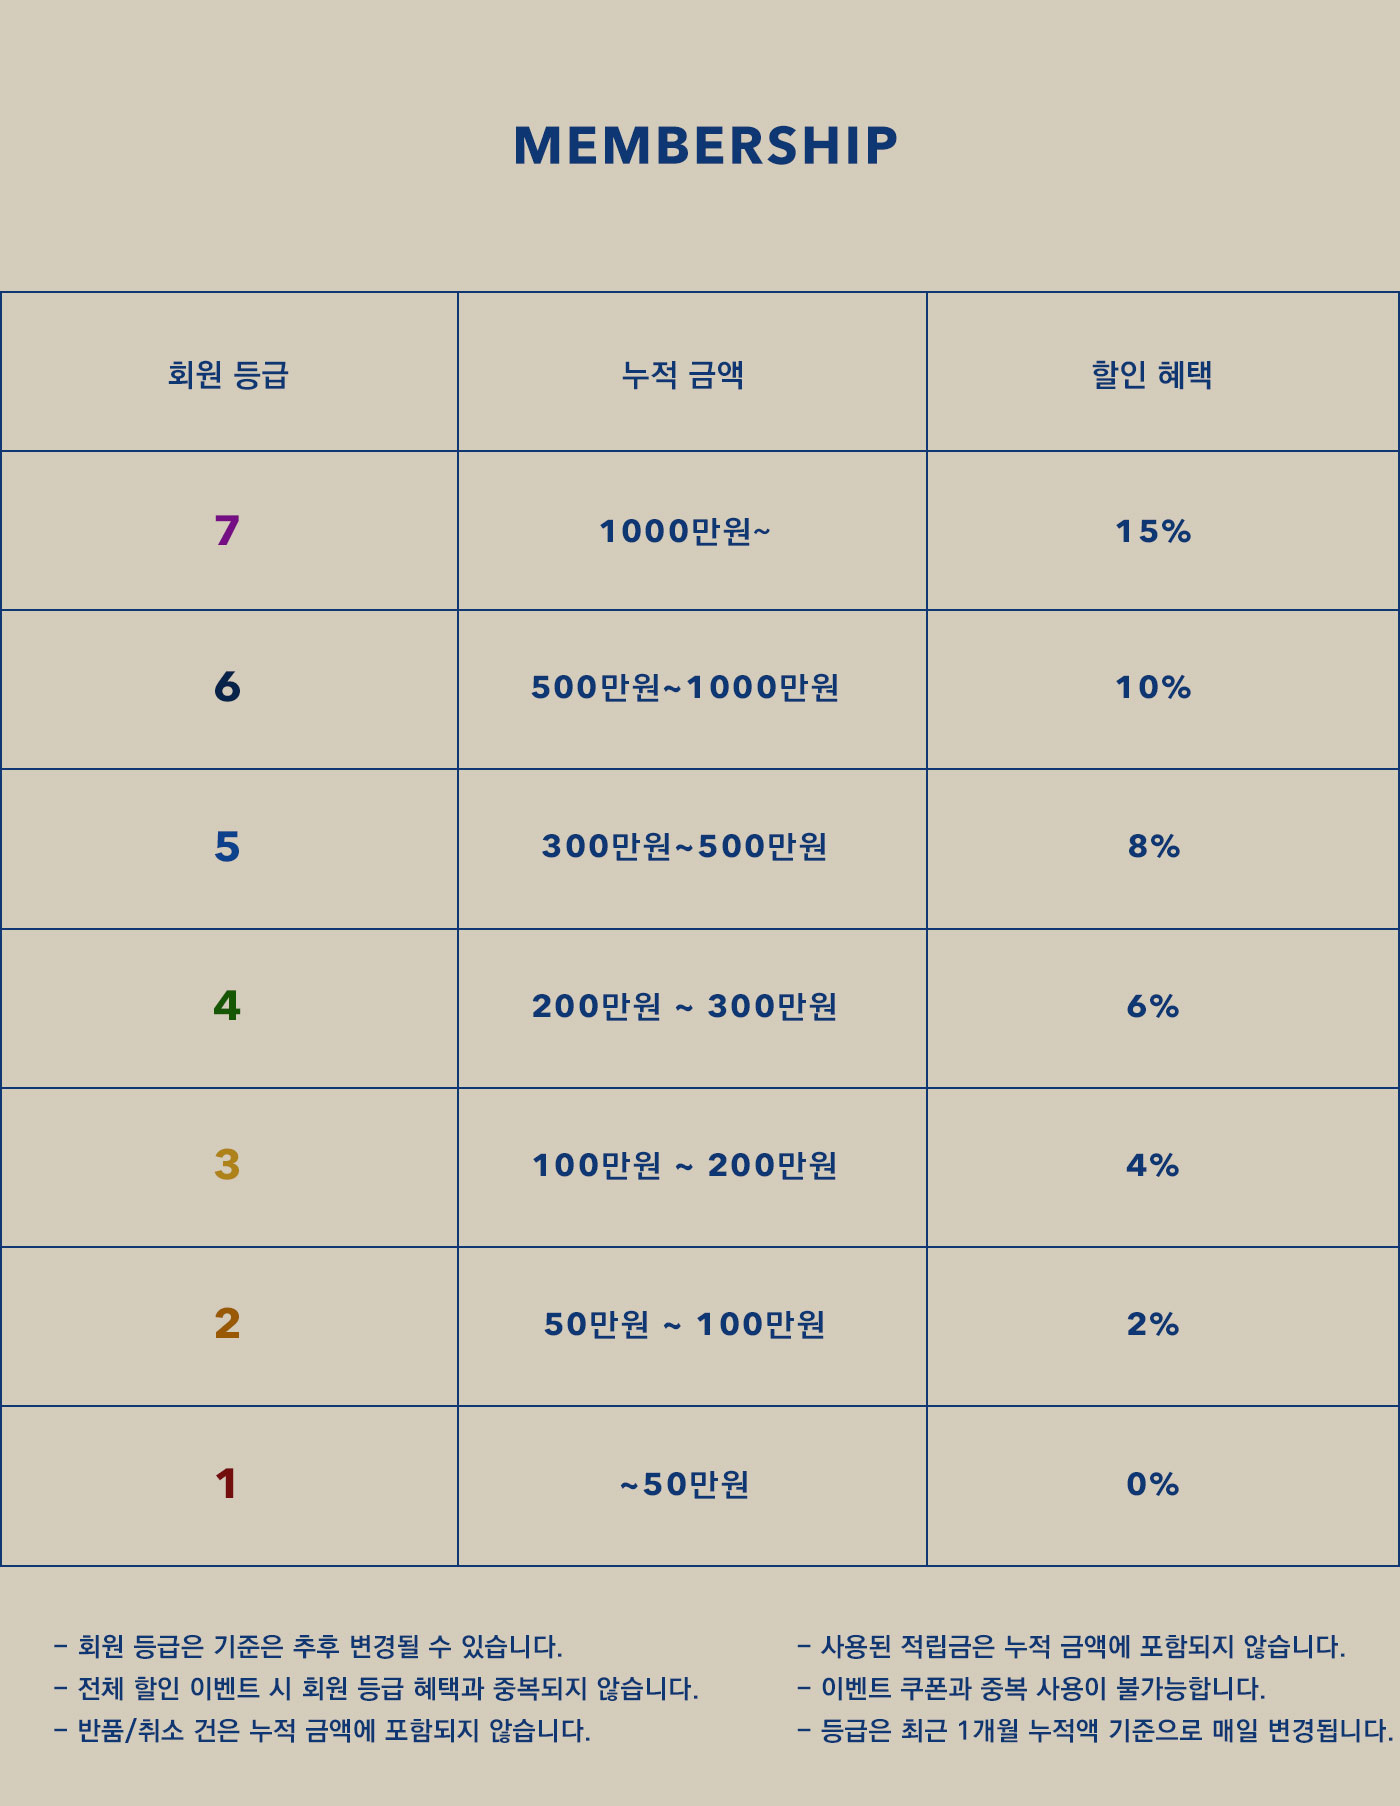 MEMBERSHIP
회원 등급 누적 금액 할인 혜택
7 1000만원~ 15%
6 500만원~1000만원 10%
5 300만원~500만원 8%
4 200만원 ~ 300만원 6%
3 100만원 ~ 200만원 4%
2 50만원 ~ 100만원 2%
1 ~50만원 0%
- 회원 등급은 기준은 추후 변경될 수 있습니다.
- 전체 할인 이벤트 시 회원 등급 혜택과 중복되지 않습니다.
- 반품/취소 건은 누적 금액에 포함되지 않습니다.
- 사용된 적립금은 누적 금액에 포함되지 않습니다.
- 이벤트 쿠폰과 중복 사용이 불가능합니다.
- 등급은 최근 1개월 누적액 기준으로 매일 변경됩니다.